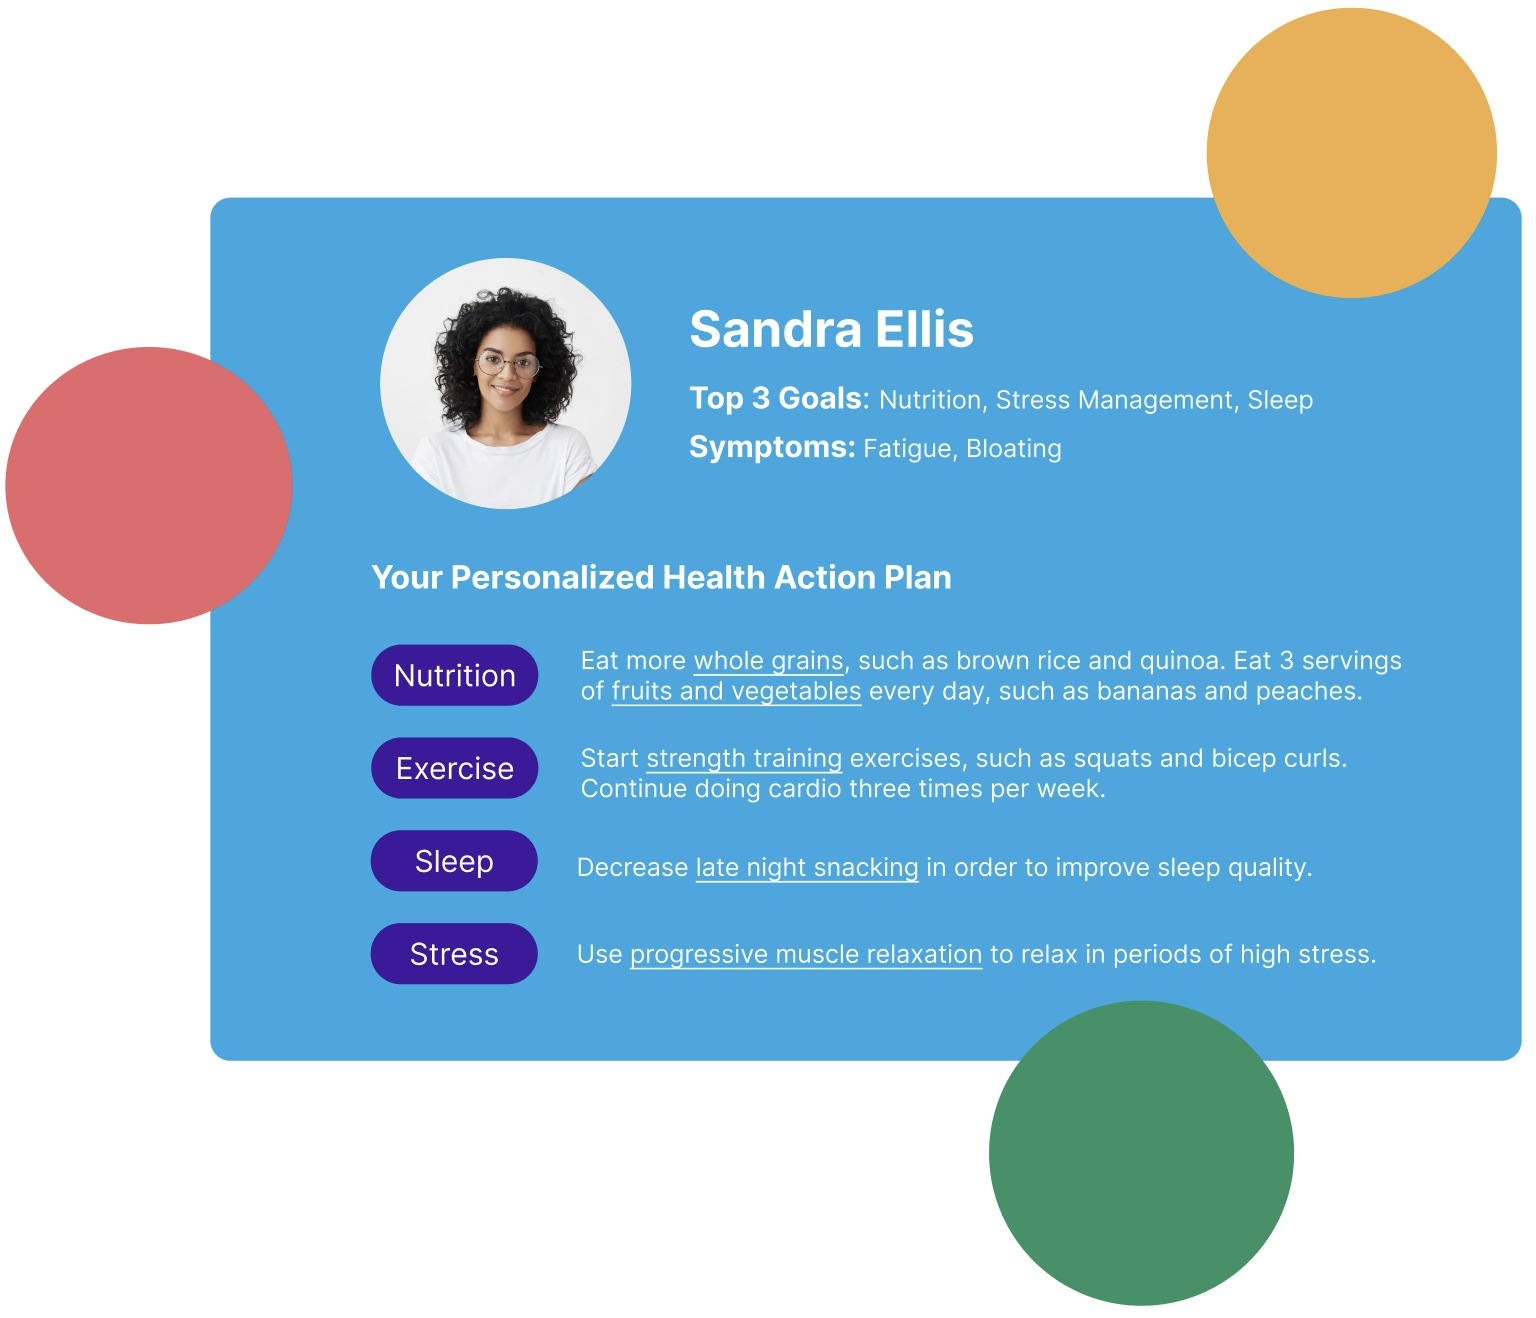 Sandra Ellis
Top 3 Goals: Nutrition, Stress Management, Sleep
Symptoms: Fatigue, Bloating
Your Personalized Health Action Plan
Nutrition
Eat more whole grains, such as brown rice and quinoa. Eat 3 servings
of fruits and vegetables every day, such as bananas and peaches.
Exercise
Start strength training exercises, such as squats and bicep curls.
Continue doing cardio three times per week.
Sleep
Decrease late night snacking in order to improve sleep quality.
Stress
Use progressive muscle relaxation to relax in periods of high stress.